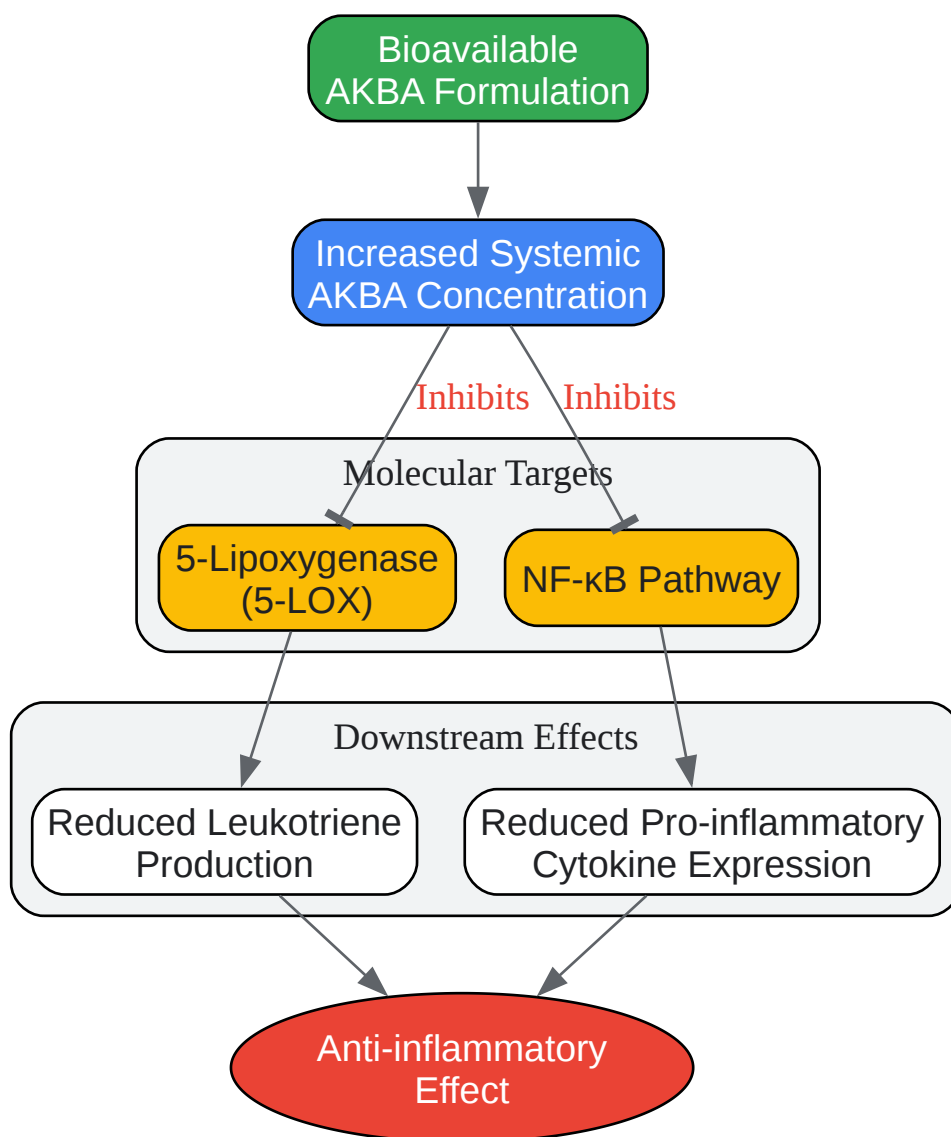 Bioavailable
AKBA Formulation
Increased Systemic
AKBA Concentration
Inhibits
Inhibits
Molecular Targets
5-Lipoxygenase
(5-LOX)
NF-κB Pathway
Downstream Effects
Reduced Leukotriene
Production
Reduced Pro-inflammatory
Cytokine Expression
Anti-inflammatory
Effect